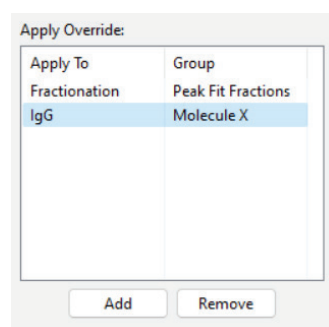 Apply Override:
Apply To Group
Fractionation Peak Fit Fractions
IgG Molecule X
Add Remove